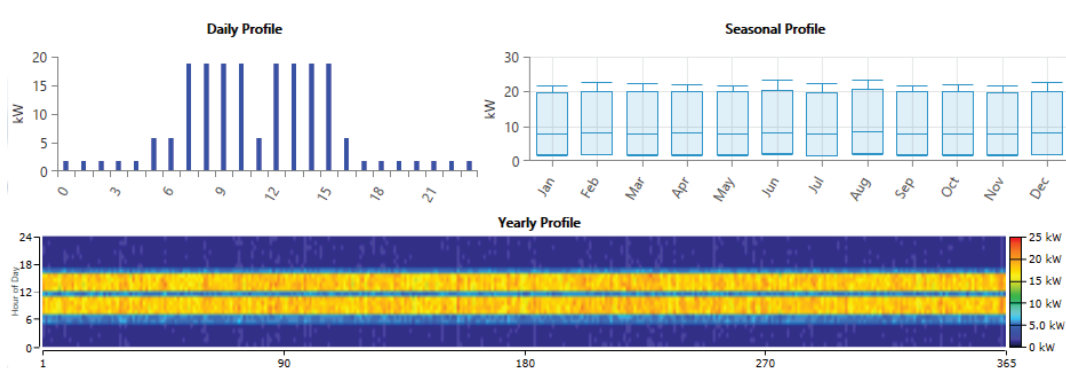 Daily Profile
kW
20
15
10
5
0
0 3 6 9 12 15 18 21
Seasonal Profile
kW
30
20
10
0
Jan Feb Mar Apr May Jun Jul Aug Sep Oct Nov Dec
Yearly Profile
Hour of Day
24
18
12
6
0
1 90 180 270 365
25 kW
20 kW
15 kW
10 kW
5.0 kW
0 kW